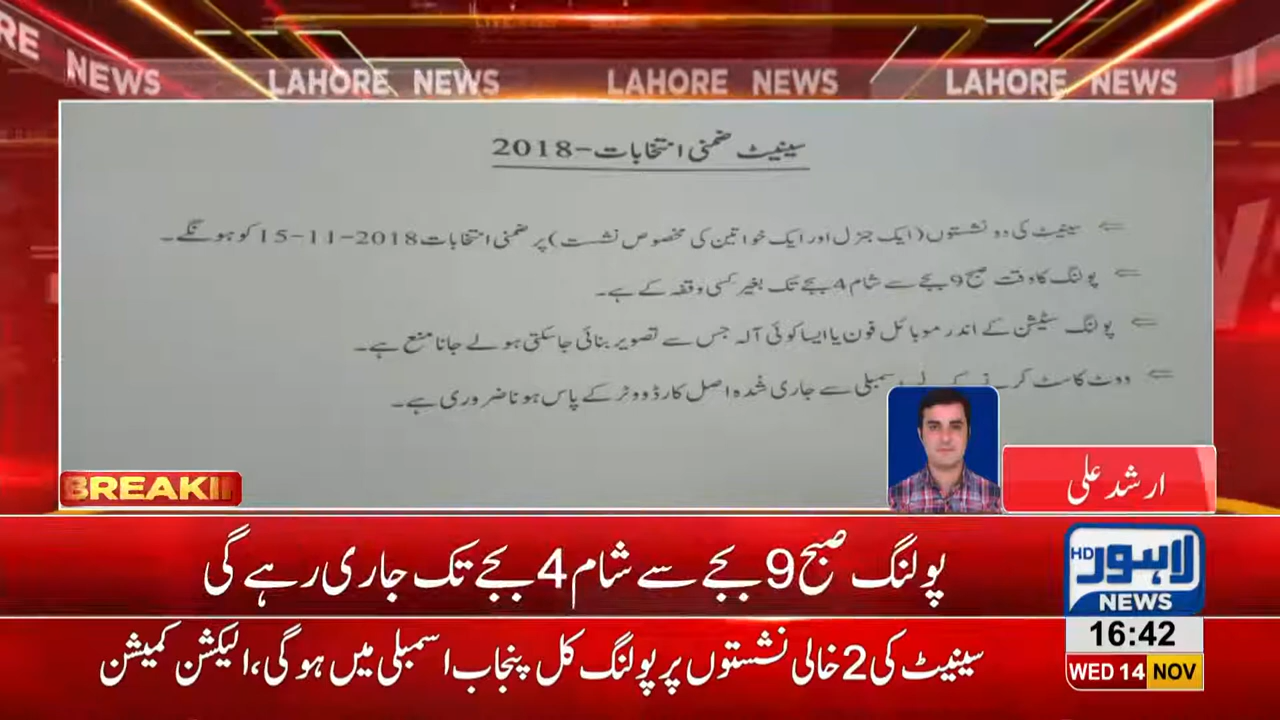 RE NEWS LAHORE NEWS LAHORE NEWS LAHORE NEWS
سینیٹ ضمنی انتخابات-2018
سینیٹ کی دو نشستوں(ایک جنرل اور ایک خواتین کی مخصوص نشست)پر ضمنی انتخابات 2018-11-15 کو ہونگے۔
پولنگ کا وقت صبح 9 بجے سے شام 4 بجے تک بغیر کسی وقفہ کے ہے۔
پولنگ سٹیشن کے اندر موبائل فون یا ایسا کوئی آلہ جس سے تصویر بنائی جا سکتی ہو لے جانا منع ہے۔
ووٹ کاسٹ کرنے سے جاری شدہ اصل کارڈ ووٹر کے پاس ہونا ضروری ہے۔
ارشد علی
BREAKIN
پولنگ صبح 9 بجے سے شام 4 بجے تک جاری رہے گی
سینیٹ کی 2 خالی نشستوں پر پولنگ کل پنجاب اسمبلی میں ہوگی، الیکشن کمیشن
لاہور HD
NEWS
16:42
WED 14 NOV